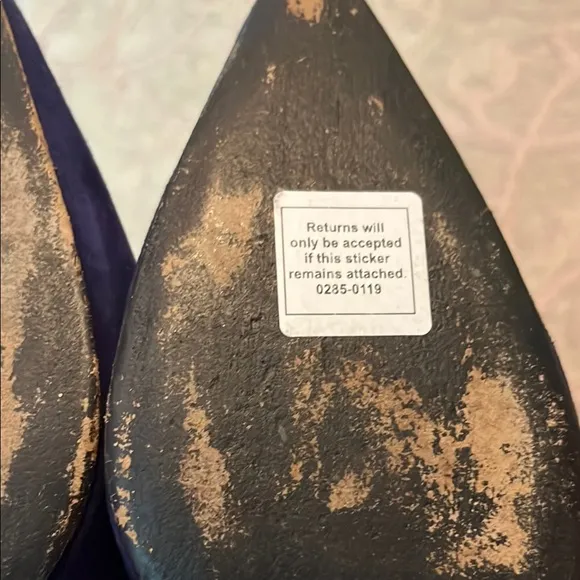 Returns will
only be accepted
if this sticker
remains attached.
0285-0119